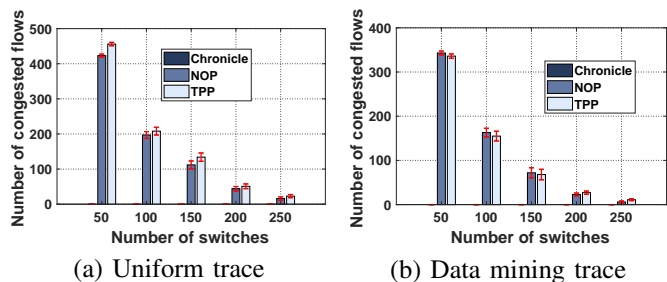 Number of congested flows
500
400
300
200
100
0
Chronicle
NOP
TPP
50 100 150 200 250
Number of switches
(a) Uniform trace
Number of congested flows
400
300
200
100
0
Chronicle
NOP
TPP
50 100 150 200 250
Number of switches
(b) Data mining trace